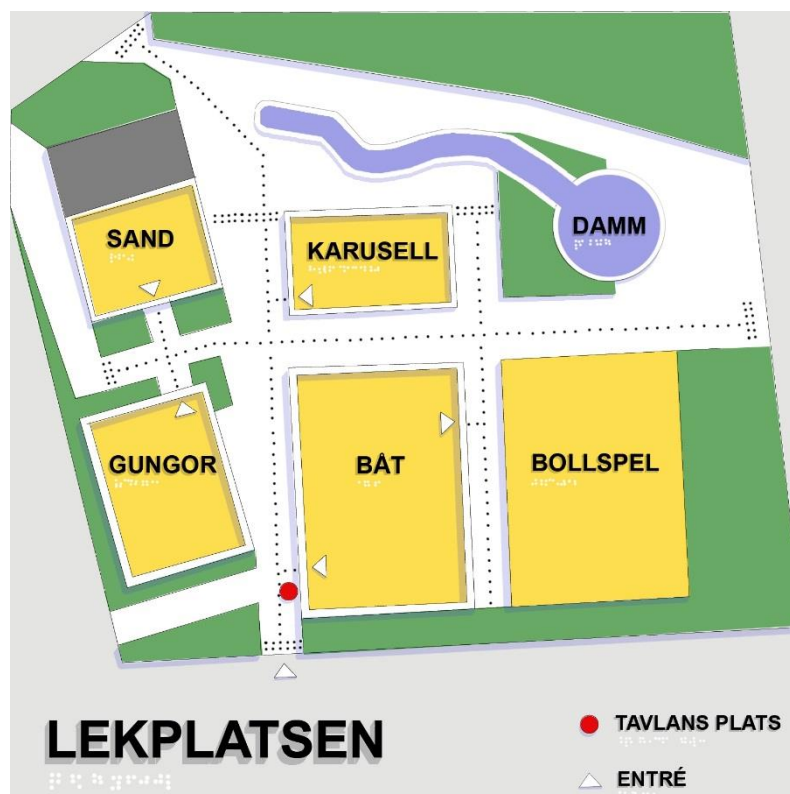 SAND
KARUSELL
DAMM
GUNGOR
BÅT
BOLLSPEL
LEKPLATSEN
TAVLANS PLATS
ENTRÉ